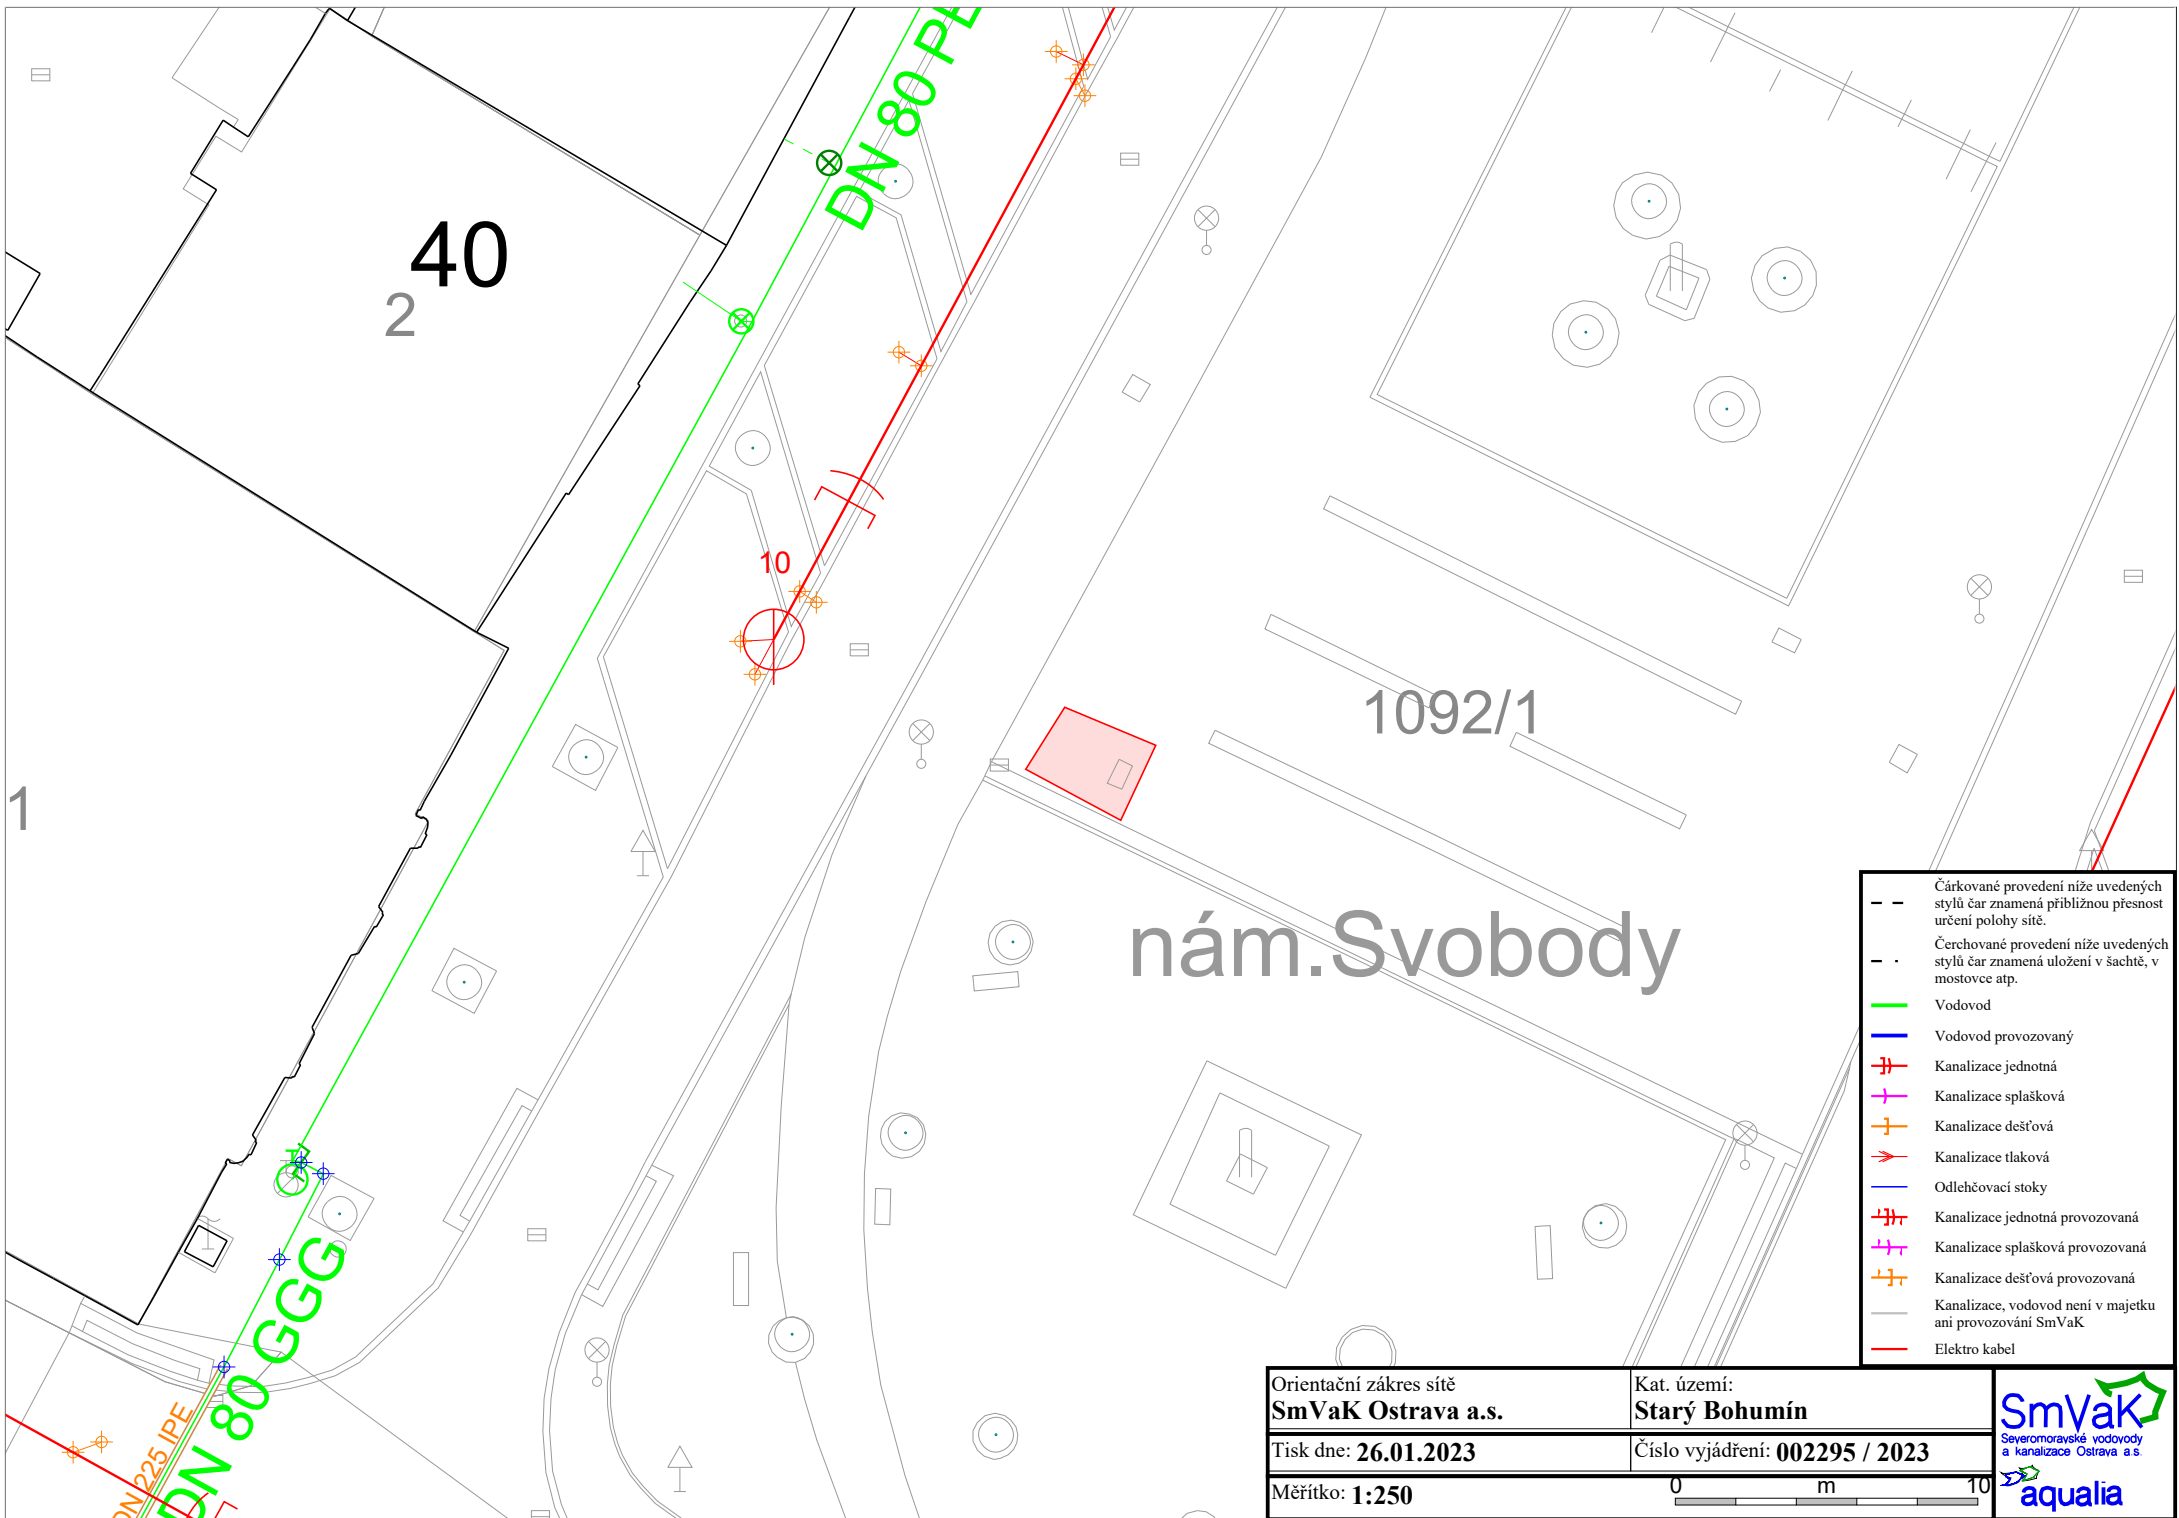 DN 80 PE
40
2
10
1092/1
1
nám.Svobody
DN 80 GGG
DN 225 IPE
Čárkované provedení níže uvedených
stylů čar znamená přibližnou přesnost
určení polohy sítě.
Čerchované provedení níže uvedených
stylů čar znamená uložení v šachtě, v
mostovce atp.
Vodovod
Vodovod provozovaný
Kanalizace jednotná
Kanalizace splašková
Kanalizace dešťová
Kanalizace tlaková
Odlehčovací stoky
Kanalizace jednotná provozovaná
Kanalizace splašková provozovaná
Kanalizace dešťová provozovaná
Kanalizace, vodovod není v majetku
ani provozování SmVaK
Elektro kabel
Orientační zákres sítě
SmVaK Ostrava a.s.
Kat. území:
Starý Bohumín
Tisk dne: 26.01.2023
Číslo vyjádření: 002295 / 2023
Měřítko: 1:250
0 m 10
SmVaK
Severomoravské vodovody
a kanalizace Ostrava a.s.
aqualia